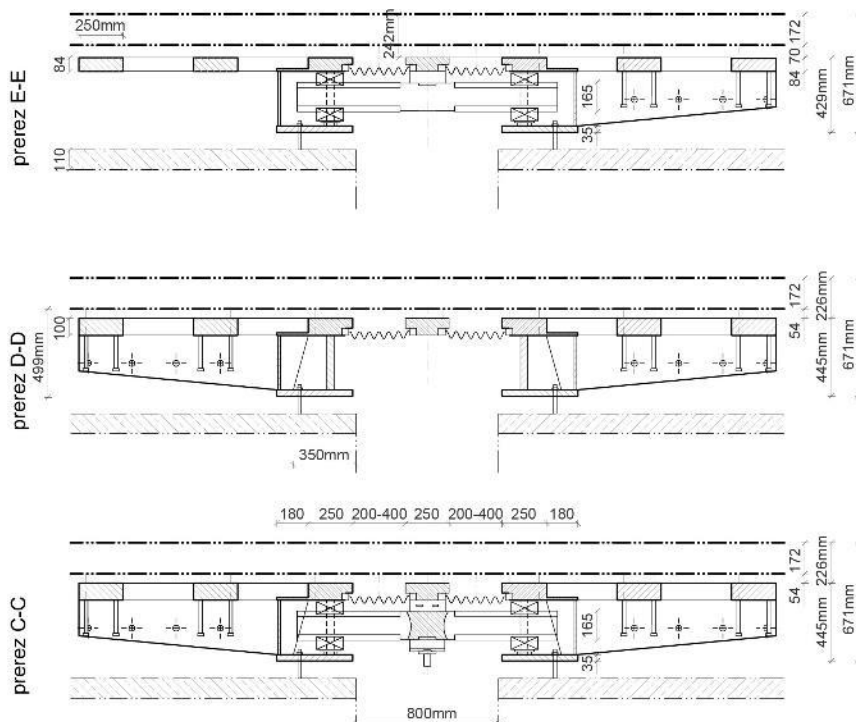 250mm
172
84
242mm
70
84
165
429mm
671mm
35
110
prerez E-E
172
226mm
100
54
499mm
445mm
671mm
prerez D-D
350mm
180 250 200-400 250 200-400 250 180
172
226mm
54
165
445mm
671mm
35
prerez C-C
800mm